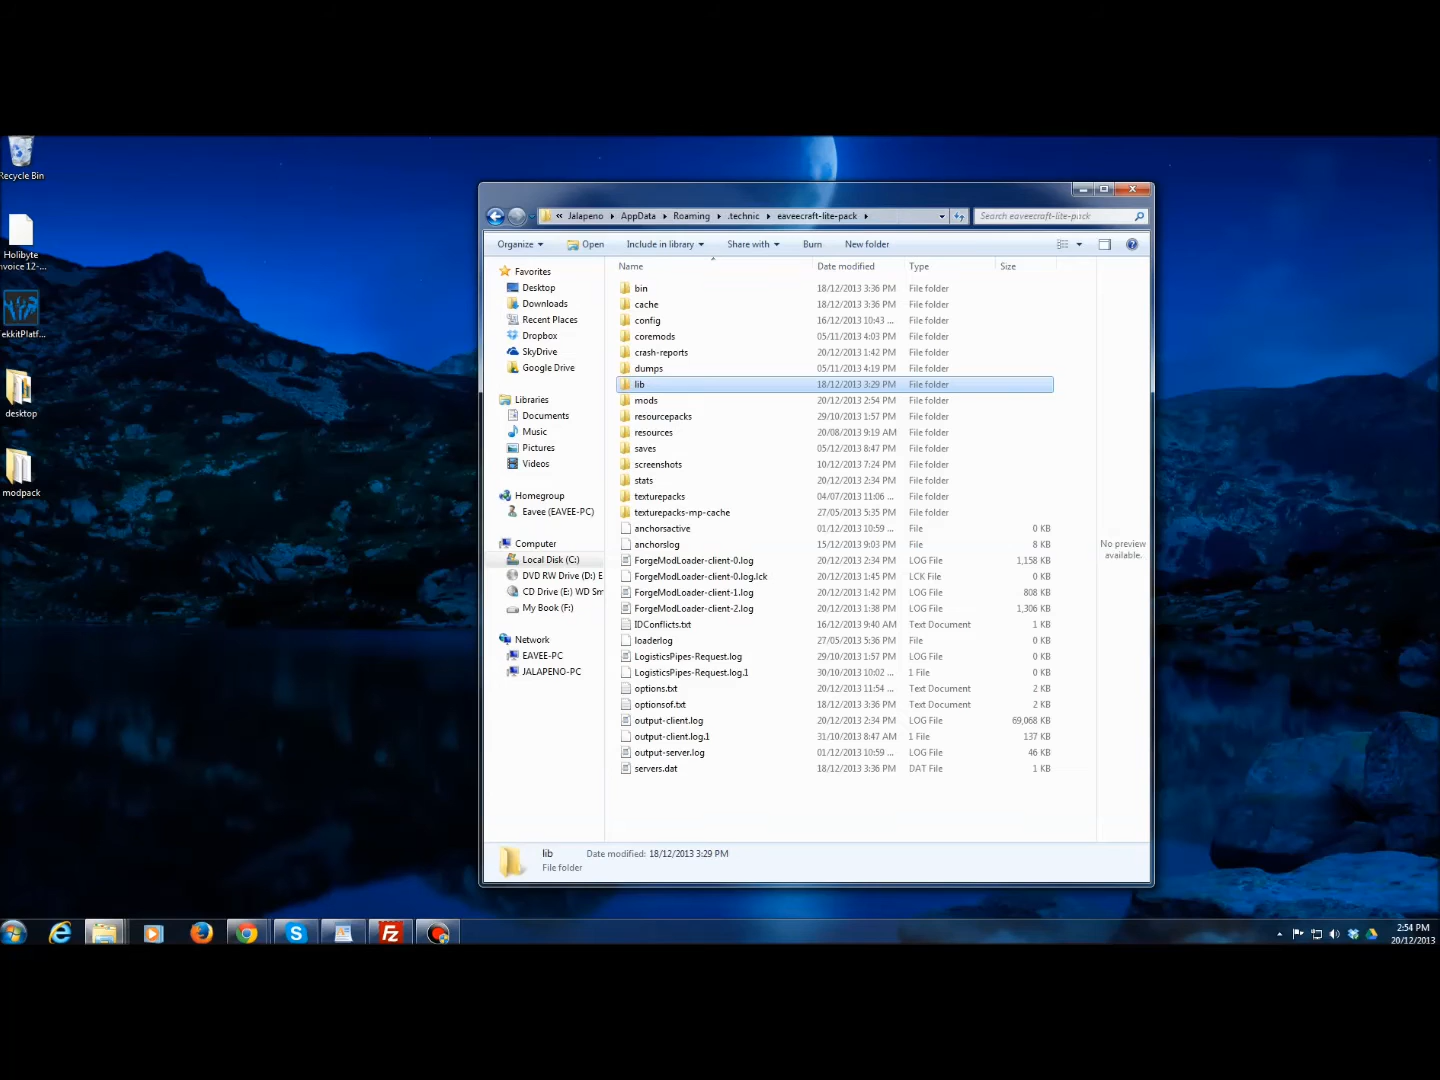 Recycle Bin
Holibyte
nvoice 12-...
ekkitPlatf...
desktop
modpack
« Jalapeno AppData Roaming .technic eaveecraft-lite-pack
Search eaveecraft-lite-pack
Organize Open Include in library Share with Burn New folder
Favorites
Desktop
Downloads
Recent Places
Dropbox
SkyDrive
Google Drive
Libraries
Documents
Music
Pictures
Videos
Homegroup
Eavee (EAVEE-PC)
Computer
Local Disk (C:)
DVD RW Drive (D:) E
CD Drive (E:) WD Sm
My Book (F:)
Network
EAVEE-PC
JALAPENO-PC
Name Date modified Type Size
bin 18/12/2013 3:36 PM File folder
cache 18/12/2013 3:36 PM File folder
config 16/12/2013 10:43 ... File folder
coremods 05/11/2013 4:03 PM File folder
crash-reports 20/12/2013 1:42 PM File folder
dumps 05/11/2013 4:19 PM File folder
lib 18/12/2013 3:29 PM File folder
mods 20/12/2013 2:54 PM File folder
resourcepacks 29/10/2013 1:57 PM File folder
resources 20/08/2013 9:19 AM File folder
saves 05/12/2013 8:47 PM File folder
screenshots 10/12/2013 7:24 PM File folder
stats 20/12/2013 2:34 PM File folder
texturepacks 04/07/2013 11:06 ... File folder
texturepacks-mp-cache 27/05/2013 5:35 PM File folder
anchorsactive 01/12/2013 10:59 ... File 0 KB
anchorslog 15/12/2013 9:03 PM File 8 KB
ForgeModLoader-client-0.log 20/12/2013 2:34 PM LOG File 1,158 KB
ForgeModLoader-client-0.log.lck 20/12/2013 1:45 PM LCK File 0 KB
ForgeModLoader-client-1.log 20/12/2013 1:42 PM LOG File 808 KB
ForgeModLoader-client-2.log 20/12/2013 1:38 PM LOG File 1,306 KB
IDConflicts.txt 16/12/2013 9:40 AM Text Document 1 KB
loaderlog 27/05/2013 5:36 PM File 0 KB
LogisticsPipes-Request.log 29/10/2013 1:57 PM LOG File 0 KB
LogisticsPipes-Request.log.1 30/10/2013 10:02 ... 1 File 0 KB
options.txt 20/12/2013 11:54 ... Text Document 2 KB
optionsof.txt 18/12/2013 3:36 PM Text Document 2 KB
output-client.log 20/12/2013 2:34 PM LOG File 69,068 KB
output-client.log.1 31/10/2013 8:47 AM 1 File 137 KB
output-server.log 01/12/2013 10:59 ... LOG File 46 KB
servers.dat 18/12/2013 3:36 PM DAT File 1 KB
No preview
available.
lib Date modified: 18/12/2013 3:29 PM
File folder
2:54 PM
20/12/2013